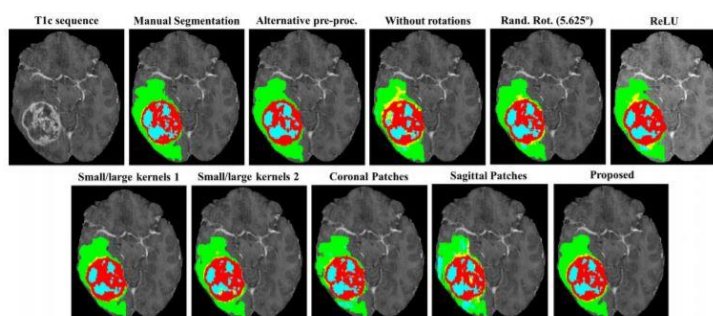 T1c sequence
Manual Segmentation
Alternative pre-proc.
Without rotations
Rand. Rot. (5.625º)
ReLU
Small/large kernels 1
Small/large kernels 2
Coronal Patches
Sagittal Patches
Proposed